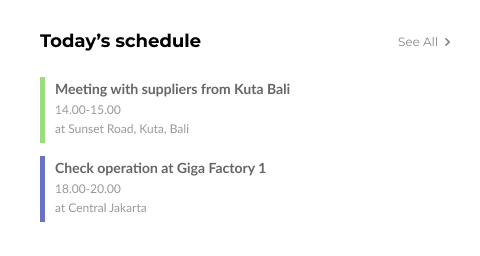 Today's schedule
See All
Meeting with suppliers from Kuta Bali
14.00-15.00
at Sunset Road, Kuta, Bali
Check operation at Giga Factory 1
18.00-20.00
at Central Jakarta